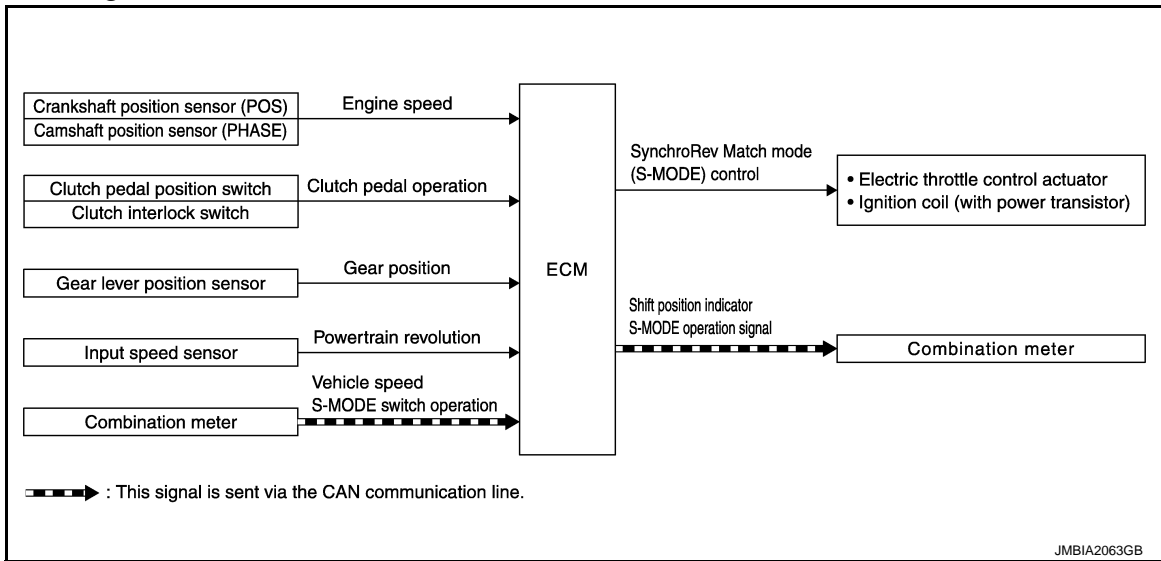 Crankshaft position sensor (POS)
Camshaft position sensor (PHASE)
Engine speed
Clutch pedal position switch
Clutch interlock switch
Clutch pedal operation
Gear lever position sensor
Gear position
Input speed sensor
Powertrain revolution
Combination meter
Vehicle speed
S-MODE switch operation
ECM
SynchroRev Match mode
(S-MODE) control
• Electric throttle control actuator
• Ignition coil (with power transistor)
Shift position indicator
S-MODE operation signal
Combination meter
: This signal is sent via the CAN communication line.
JMBIA2063GB